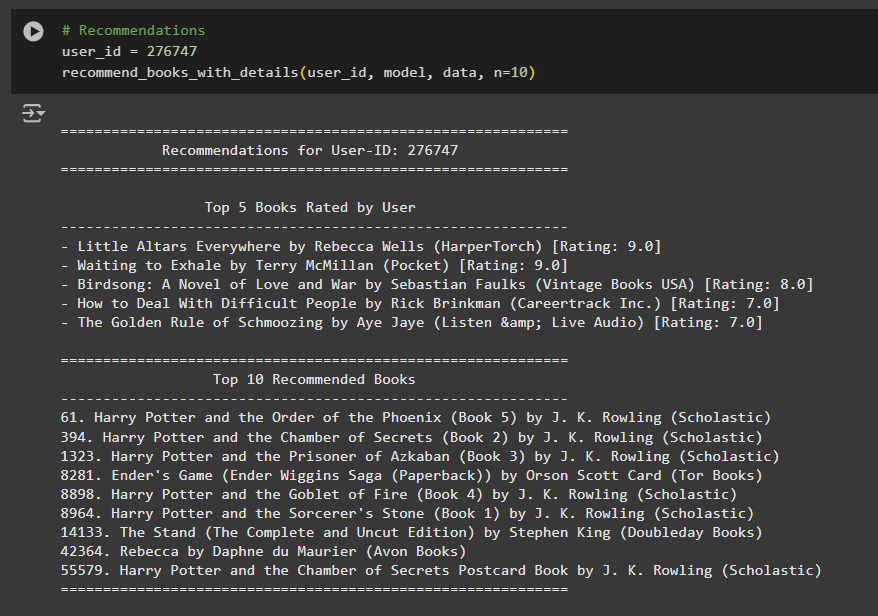 # Recommendations
user_id = 276747
recommend_books_with_details(user_id, model, data, n=10)
============================================================
Recommendations for User-ID: 276747
============================================================
Top 5 Books Rated by User
------------------------------------------------------------
- Little Altars Everywhere by Rebecca Wells (HarperTorch) [Rating: 9.0]
- Waiting to Exhale by Terry McMillan (Pocket) [Rating: 9.0]
- Birdsong: A Novel of Love and War by Sebastian Faulks (Vintage Books USA) [Rating: 8.0]
- How to Deal With Difficult People by Rick Brinkman (Careertrack Inc.) [Rating: 7.0]
- The Golden Rule of Schmoozing by Aye Jaye (Listen &amp; Live Audio) [Rating: 7.0]
============================================================
Top 10 Recommended Books
------------------------------------------------------------
61. Harry Potter and the Order of the Phoenix (Book 5) by J. K. Rowling (Scholastic)
394. Harry Potter and the Chamber of Secrets (Book 2) by J. K. Rowling (Scholastic)
1323. Harry Potter and the Prisoner of Azkaban (Book 3) by J. K. Rowling (Scholastic)
8281. Ender's Game (Ender Wiggins Saga (Paperback)) by Orson Scott Card (Tor Books)
8898. Harry Potter and the Goblet of Fire (Book 4) by J. K. Rowling (Scholastic)
8964. Harry Potter and the Sorcerer's Stone (Book 1) by J. K. Rowling (Scholastic)
14133. The Stand (The Complete and Uncut Edition) by Stephen King (Doubleday Books)
42364. Rebecca by Daphne du Maurier (Avon Books)
55579. Harry Potter and the Chamber of Secrets Postcard Book by J. K. Rowling (Scholastic)
============================================================